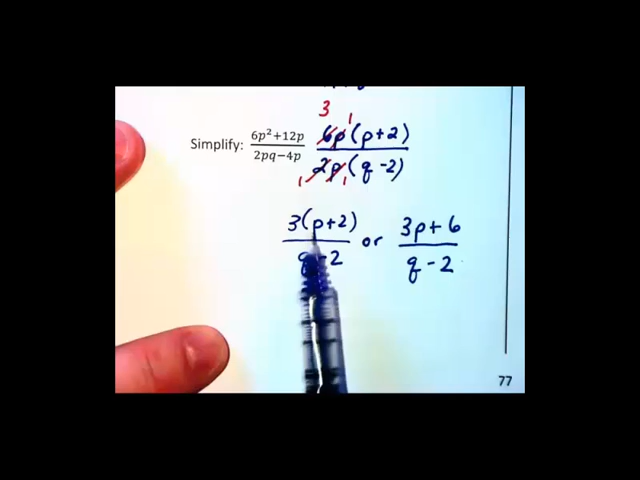 3 1
Simplify: 6p²+12p / 2pq−4p 6p(p+2) / 2p(q-2)
1 1
3(p+2) / q-2 or 3p+6 / q-2
77